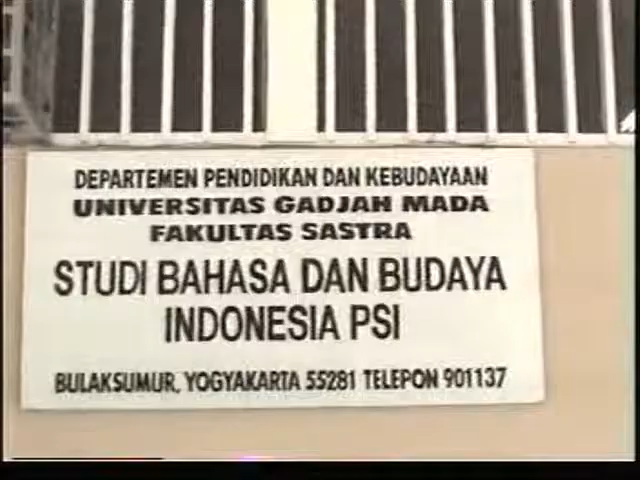 DEPARTEMEN PENDIDIKAN DAN KEBUDAYAAN
UNIVERSITAS GADJAH MADA
FAKULTAS SASTRA
STUDI BAHASA DAN BUDAYA
INDONESIA PSI
BULAKSUMUR, YOGYAKARTA 55281 TELEPON 901137